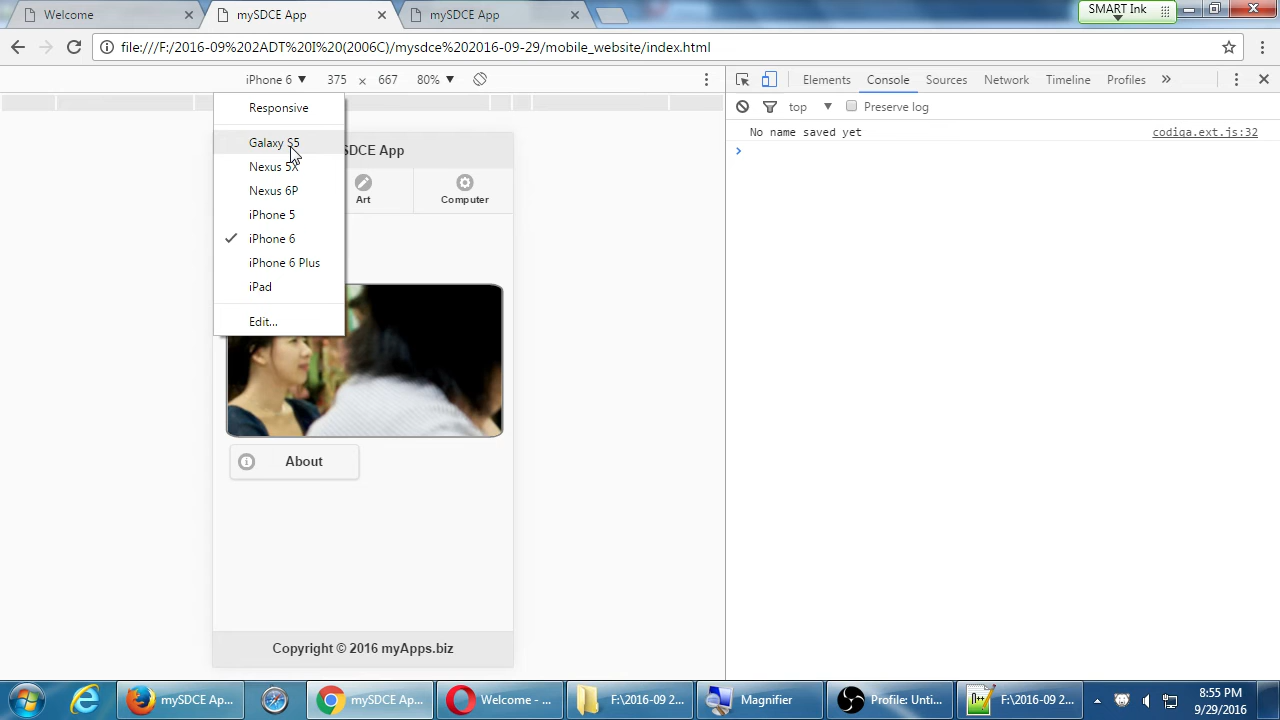 Welcome
mySDCE App
mySDCE App
SMART Ink
file:///F:/2016-09%202ADT%20I%20(2006C)/mysdce%202016-09-29/mobile_website/index.html
iPhone 6 ▼ 375 × 667 80% ▼
Elements Console Sources Network Timeline Profiles »
top ▼ Preserve log
Responsive
Galaxy S5
Nexus 5X
Nexus 6P
iPhone 5
iPhone 6
iPhone 6 Plus
iPad
Edit...
SDCE App
Art
Computer
No name saved yet codiqa.ext.js:32
About
Copyright © 2016 myApps.biz
mySDCE Ap...
mySDCE Ap...
Welcome - ...
F:\2016-09 2...
Magnifier
Profile: Unti...
F:\2016-09 2...
8:55 PM
9/29/2016